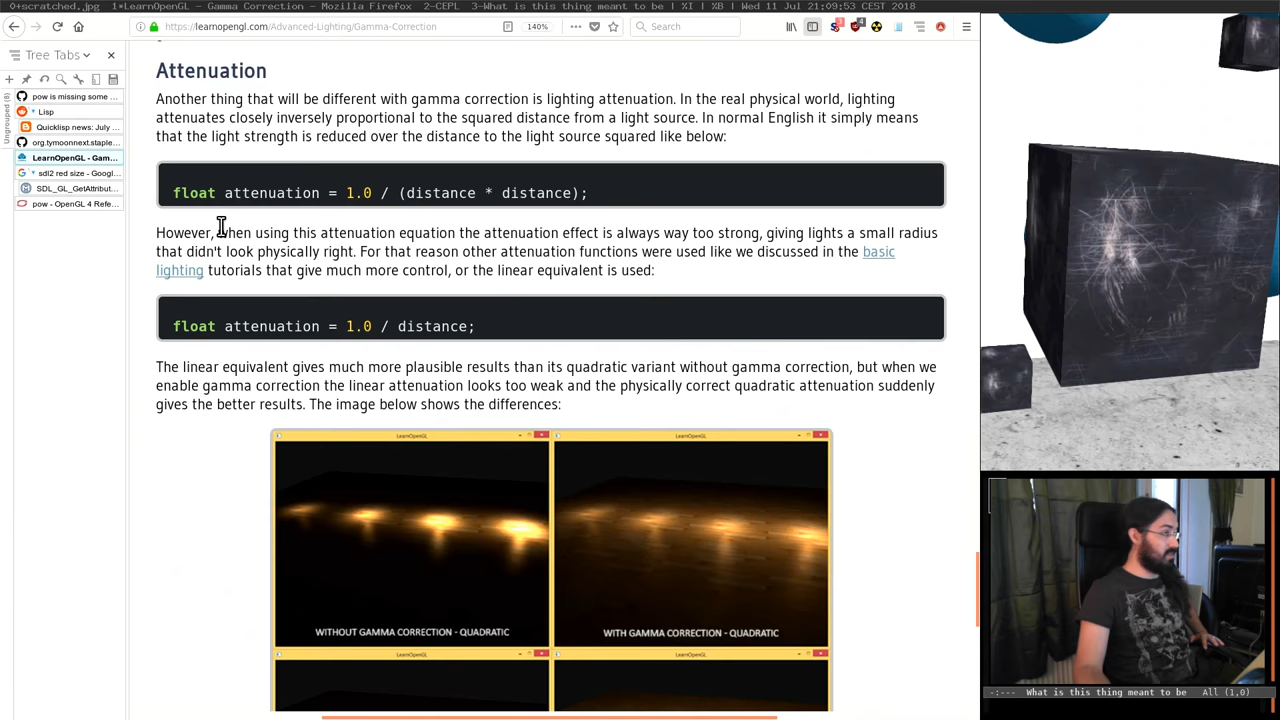 0+scratched.jpg 1*LearnOpenGL - Gamma Correction - Mozilla Firefox 2-CEPL 3-What is this thing meant to be | %I | %B | Wed 11 Jul 21:09:53 CEST 2018
https://learnopengl.com/Advanced-Lighting/Gamma-Correction
140%
Search
Tree Tabs
Ungrouped (8)
pow is missing some ...
Lisp
Quicklisp news: July ...
org.tymoonnext.staple...
LearnOpenGL - Gam...
sdl2 red size - Googl...
SDL_GL_GetAttribut...
pow - OpenGL 4 Refe...
Attenuation
Another thing that will be different with gamma correction is lighting attenuation. In the real physical world, lighting
attenuates closely inversely proportional to the squared distance from a light source. In normal English it simply means
that the light strength is reduced over the distance to the light source squared like below:
float attenuation = 1.0 / (distance * distance);
However, when using this attenuation equation the attenuation effect is always way too strong, giving lights a small radius
that didn't look physically right. For that reason other attenuation functions were used like we discussed in the basic
lighting tutorials that give much more control, or the linear equivalent is used:
float attenuation = 1.0 / distance;
The linear equivalent gives much more plausible results than its quadratic variant without gamma correction, but when we
enable gamma correction the linear attenuation looks too weak and the physically correct quadratic attenuation suddenly
gives the better results. The image below shows the differences:
LearnOpenGL
LearnOpenGL
WITHOUT GAMMA CORRECTION - QUADRATIC
WITH GAMMA CORRECTION - QUADRATIC
LearnOpenGL
LearnOpenGL
-:--- What is this thing meant to be All (1,0)